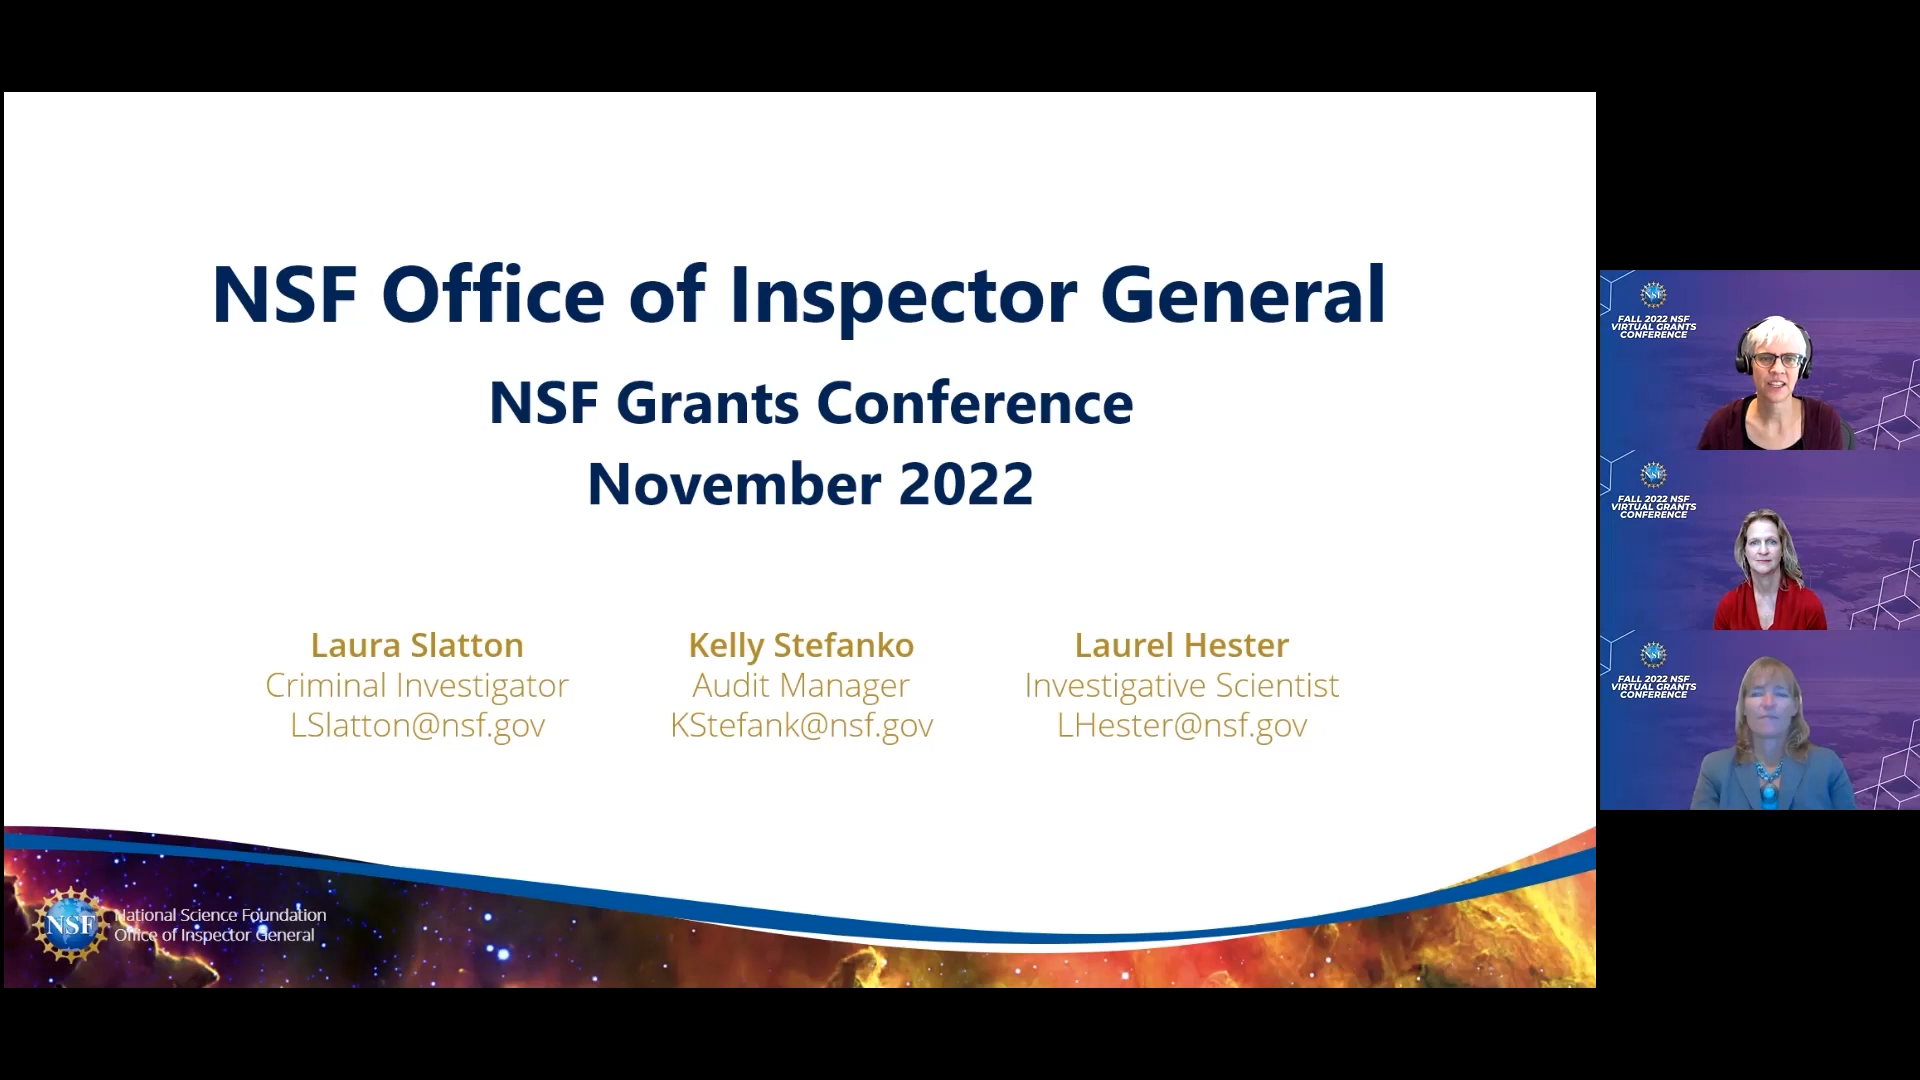 NSF Office of Inspector General
NSF Grants Conference
November 2022
Laura Slatton
Criminal Investigator
LSlatton@nsf.gov
Kelly Stefanko
Audit Manager
KStefank@nsf.gov
Laurel Hester
Investigative Scientist
LHester@nsf.gov
NSF
National Science Foundation
Office of Inspector General
NSF
FALL 2022 NSF
VIRTUAL GRANTS
CONFERENCE
NSF
FALL 2022 NSF
VIRTUAL GRANTS
CONFERENCE
NSF
FALL 2022 NSF
VIRTUAL GRANTS
CONFERENCE